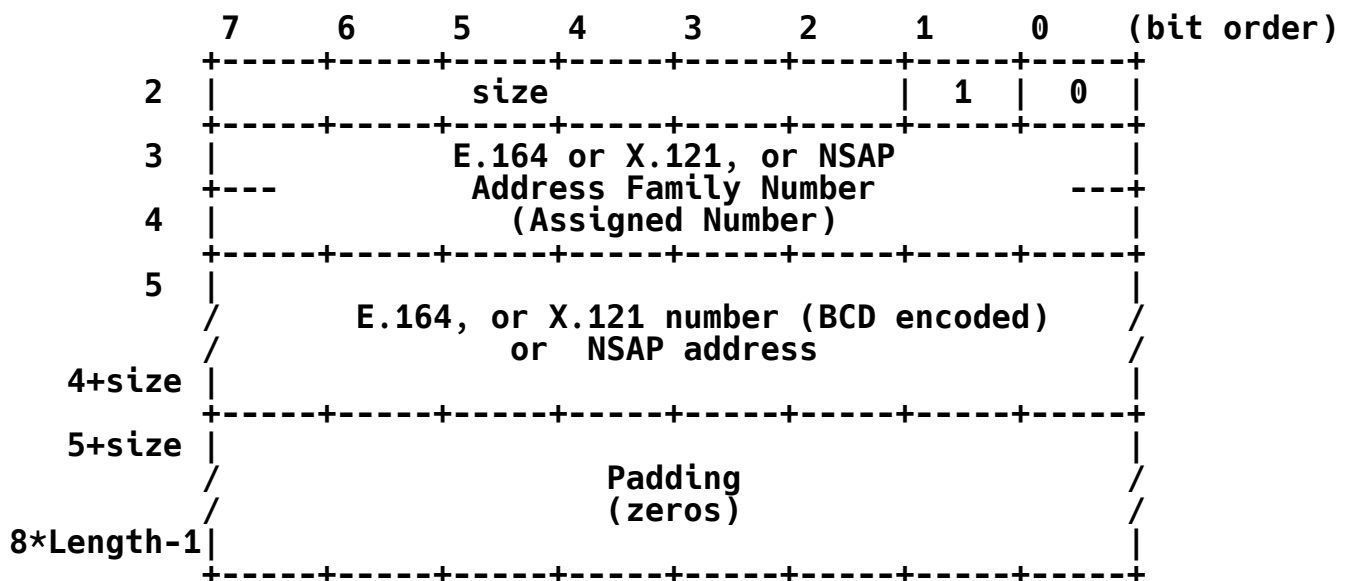 7     6     5     4     3     2     1     0    (bit order)
          +-----+-----+-----+-----+-----+-----+-----+-----+
       2  |             size                  |  1  |  0  |
          +-----+-----+-----+-----+-----+-----+-----+-----+
       3  |            E.164 or X.121, or NSAP            |
          +---          Address Family Number          ---+
       4  |               (Assigned Number)               |
          +-----+-----+-----+-----+-----+-----+-----+-----+
       5  |                                               |
          /       E.164, or X.121 number (BCD encoded)    /
          /               or  NSAP address                /
   4+size |                                               |
          +-----+-----+-----+-----+-----+-----+-----+-----+
   5+size |                                               |
          /                    Padding                    /
          /                    (zeros)                    /
8*Length-1|                                               |
          +-----+-----+-----+-----+-----+-----+-----+-----+